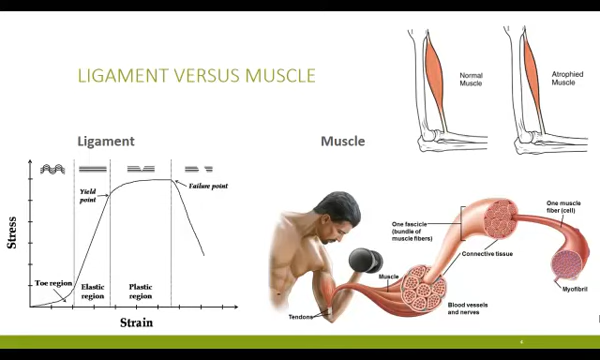 LIGAMENT VERSUS MUSCLE
Normal
Muscle
Atrophied
Muscle
Ligament
Muscle
Stress
Yield
point
Failure point
Toe region
Elastic
region
Plastic
region
Strain
One fascicle
(bundle of
muscle fibers)
One muscle
fiber (cell)
Connective tissue
Muscle
Myofibril
Blood vessels
and nerves
Tendons
4